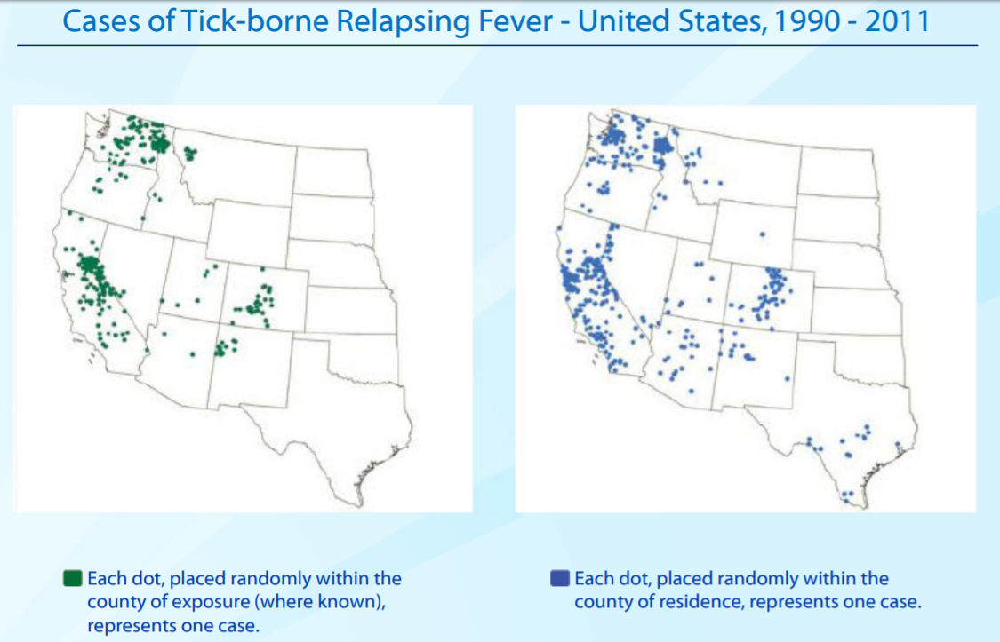 Cases of Tick-borne Relapsing Fever - United States, 1990 - 2011
Each dot, placed randomly within the
county of exposure (where known),
represents one case.
Each dot, placed randomly within the
county of residence, represents one case.